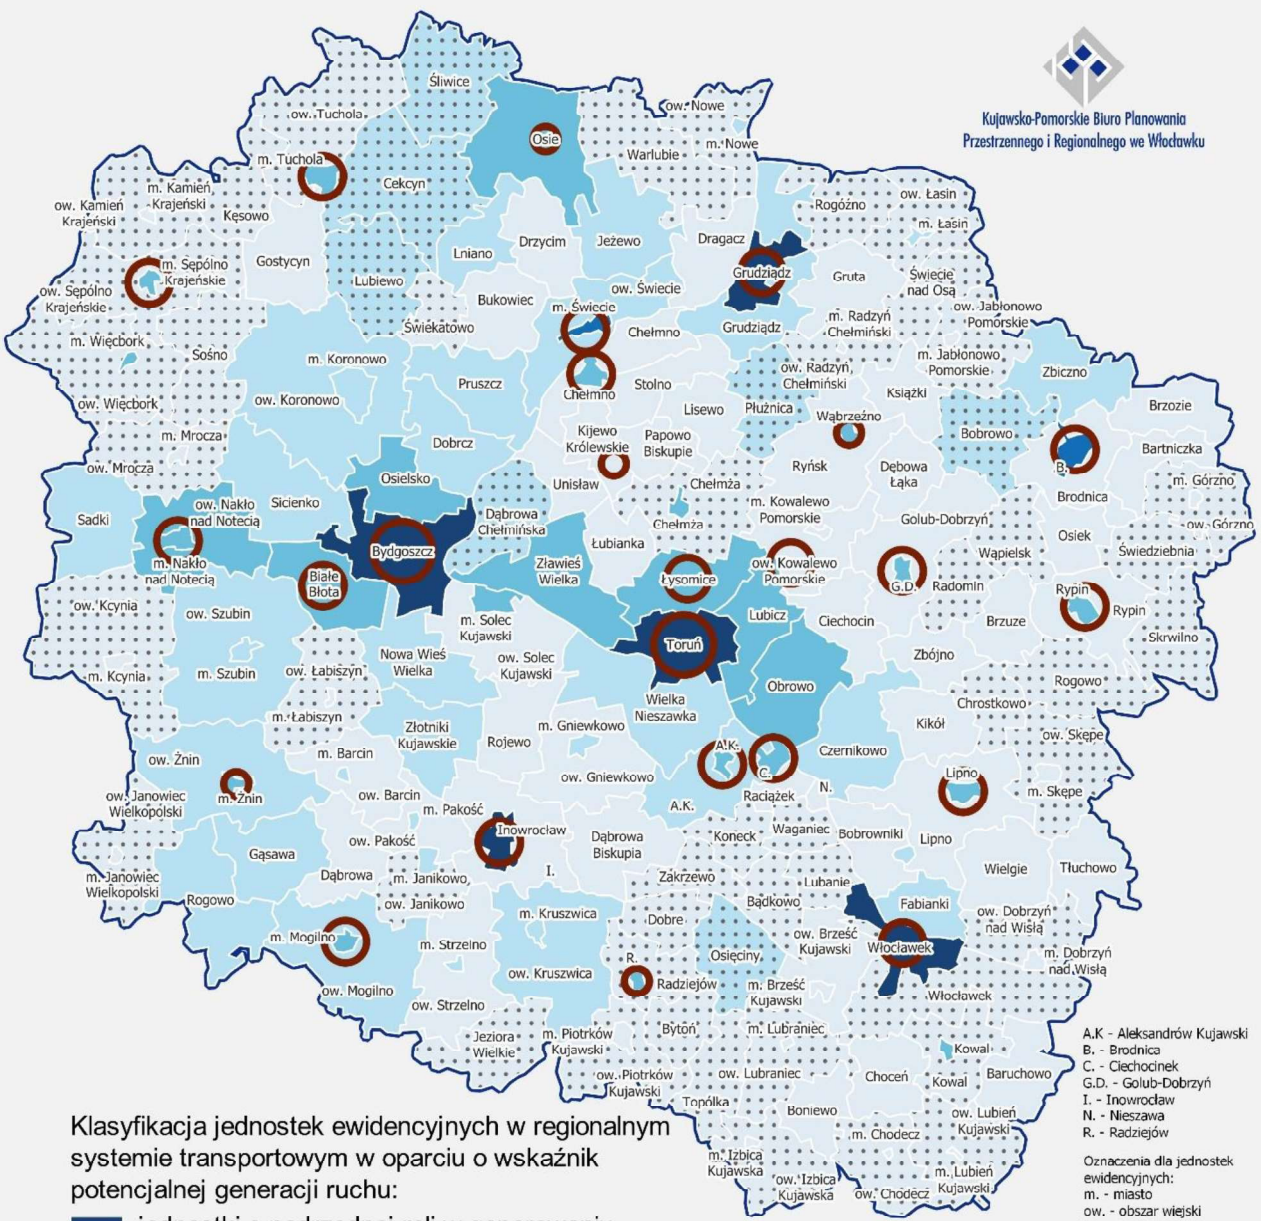 Kujawsko-Pomorskie Biuro Planowania
Przestrzennego i Regionalnego we Włocławku
Śliwice
ow. Tuchola
Osie
ow. Nowe
m. Nowe
Warlubie
m. Tuchola
Cekcyn
m. Kamień
Krajeński
ow. Kamień
Krajeński
Kęsowo
Rogóźno
ow. Łasin
m. Łasin
Gostycyn
Lniano
Drzycim
Jeżewo
Dragacz
Grudziądz
Gruta
Świecie
nad Osą
m. Sępólno
Krajeńskie
ow. Sępólno
Krajeńskie
Lubiewo
Bukowiec
ow. Świecie
m. Świecie
Świekatowo
Chełmno
Grudziądz
m. Radzyń
Chełmiński
ow. Jabłonowo
Pomorskie
m. Więcbork
Sośno
m. Koronowo
Pruszcz
Chełmno
Stolno
ow. Radzyń
Chełmiński
m. Jabłonowo
Pomorskie
Zbiczno
ow. Więcbork
ow. Koronowo
Lisewo
Płużnica
Książki
Wąbrzeźno
Brzozie
m. Mrocza
Dobrcz
Kijewo
Królewskie
Papowo
Biskupie
Bobrowo
Bartniczka
ow. Mrocza
Osielsko
Unisław
Chełmża
Ryńsk
Dębowa
Łąka
B.
m. Górzno
Sadki
ow. Nakło
nad Notecią
Sicienko
Dąbrowa
Chełmińska
Chełmża
m. Kowalewo
Pomorskie
Golub-Dobrzyń
Brodnica
ow. Górzno
m. Nakło
nad Notecią
Bydgoszcz
Łubianka
Osiek
Świedziebnia
Białe
Błota
Zławieś
Wielka
Łysomice
ow. Kowalewo
Pomorskie
G.D.
Wąpielsk
Radomin
Rypin
Rypin
ow. Kcynia
ow. Szubin
m. Solec
Kujawski
Lubicz
Ciechocin
Brzuze
Skrwilno
m. Kcynia
m. Szubin
ow. Łabiszyn
Nowa Wieś
Wielka
ow. Solec
Kujawski
Toruń
Zbójno
Rogowo
m. Łabiszyn
Złotniki
Kujawskie
Rojewo
m. Gniewkowo
Wielka
Nieszawka
Obrowo
Chrostkowo
Kikół
ow. Skępe
ow. Żnin
m. Barcin
A.K.
C.
Czernikowo
Lipno
m. Skępe
ow. Janowiec
Wielkopolski
m. Żnin
ow. Barcin
m. Pakość
ow. Gniewkowo
A.K.
Raciążek
N.
Gąsawa
ow. Pakość
Inowrocław
Dąbrowa
Biskupia
Koneck
Waganiec
Bobrowniki
Lipno
Wielgie
Tłuchowo
m. Janowiec
Wielkopolski
Rogowo
Dąbrowa
m. Janikowo
ow. Janikowo
I.
Zakrzewo
Bądkowo
Lubanie
Fabianki
m. Mogilno
m. Strzelno
m. Kruszwica
Dobre
ow. Brześć
Kujawski
Włocławek
ow. Dobrzyń
nad Wisłą
ow. Mogilno
ow. Kruszwica
R.
Radziejów
Osięciny
m. Brześć
Kujawski
Włocławek
m. Dobrzyń
nad Wisłą
ow. Strzelno
Jeziora
Wielkie
m. Piotrków
Kujawski
Bytoń
m. Lubraniec
Kowal
ow. Piotrków
Kujawski
ow. Lubraniec
Choceń
Kowal
Baruchowo
Topólka
Boniewo
m. Chodecz
ow. Lubień
Kujawski
m. Izbica
Kujawska
ow. Izbica
Kujawska
ow. Chodecz
m. Lubień
Kujawski
A.K - Aleksandrów Kujawski
B. - Brodnica
C. - Ciechocinek
G.D. - Golub-Dobrzyń
I. - Inowrocław
N. - Nieszawa
R. - Radziejów
Oznaczenia dla jednostek
ewidencyjnych:
m. - miasto
ow. - obszar wiejski
Klasyfikacja jednostek ewidencyjnych w regionalnym
systemie transportowym w oparciu o wskaźnik
potencjalnej generacji ruchu: